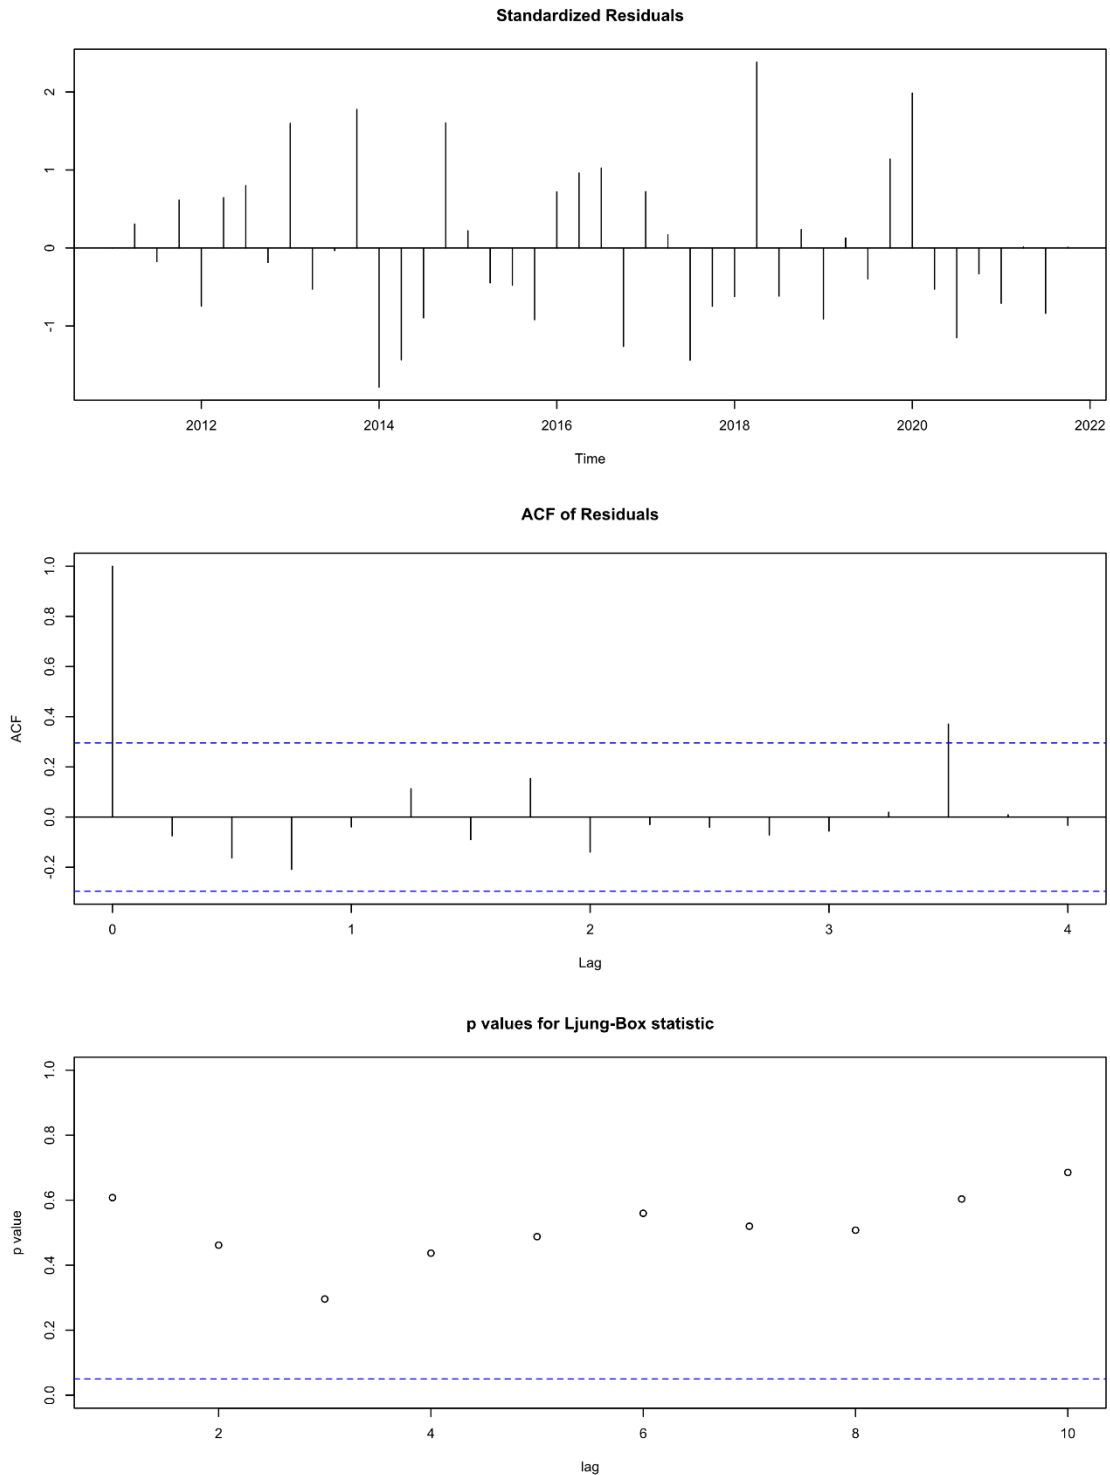 Standardized Residuals
2
1
0
-1
2012 2014 2016 2018 2020 2022
Time
ACF of Residuals
ACF
1.0
0.8
0.6
0.4
0.2
0.0
-0.2
0 1 2 3 4
Lag
p values for Ljung-Box statistic
p value
1.0
0.8
0.6
0.4
0.2
0.0
2 4 6 8 10
lag